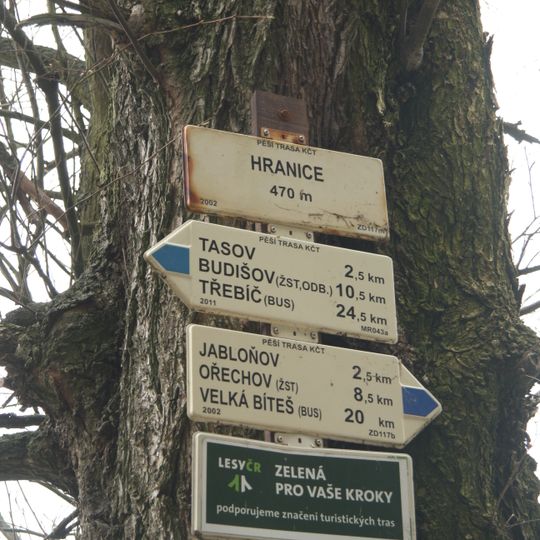 PĚŠÍ TRASA KČT
HRANICE
470 m
2002 ZD117m
PĚŠÍ TRASA KČT
TASOV 2,5 km
BUDIŠOV (ŽST,ODB.) 10,5 km
TŘEBÍČ (BUS) 24,5 km
2011 MR043a
PĚŠÍ TRASA KČT
JABLOŇOV 2,5 km
OŘECHOV (ŽST) 8,5 km
VELKÁ BÍTEŠ (BUS) 20 km
2002 ZD117b
LESYČR ZELENÁ
PRO VAŠE KROKY
podporujeme značení turistických tras